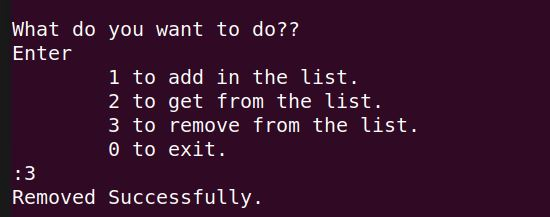 What do you want to do??
Enter
1 to add in the list.
2 to get from the list.
3 to remove from the list.
0 to exit.
:3
Removed Successfully.